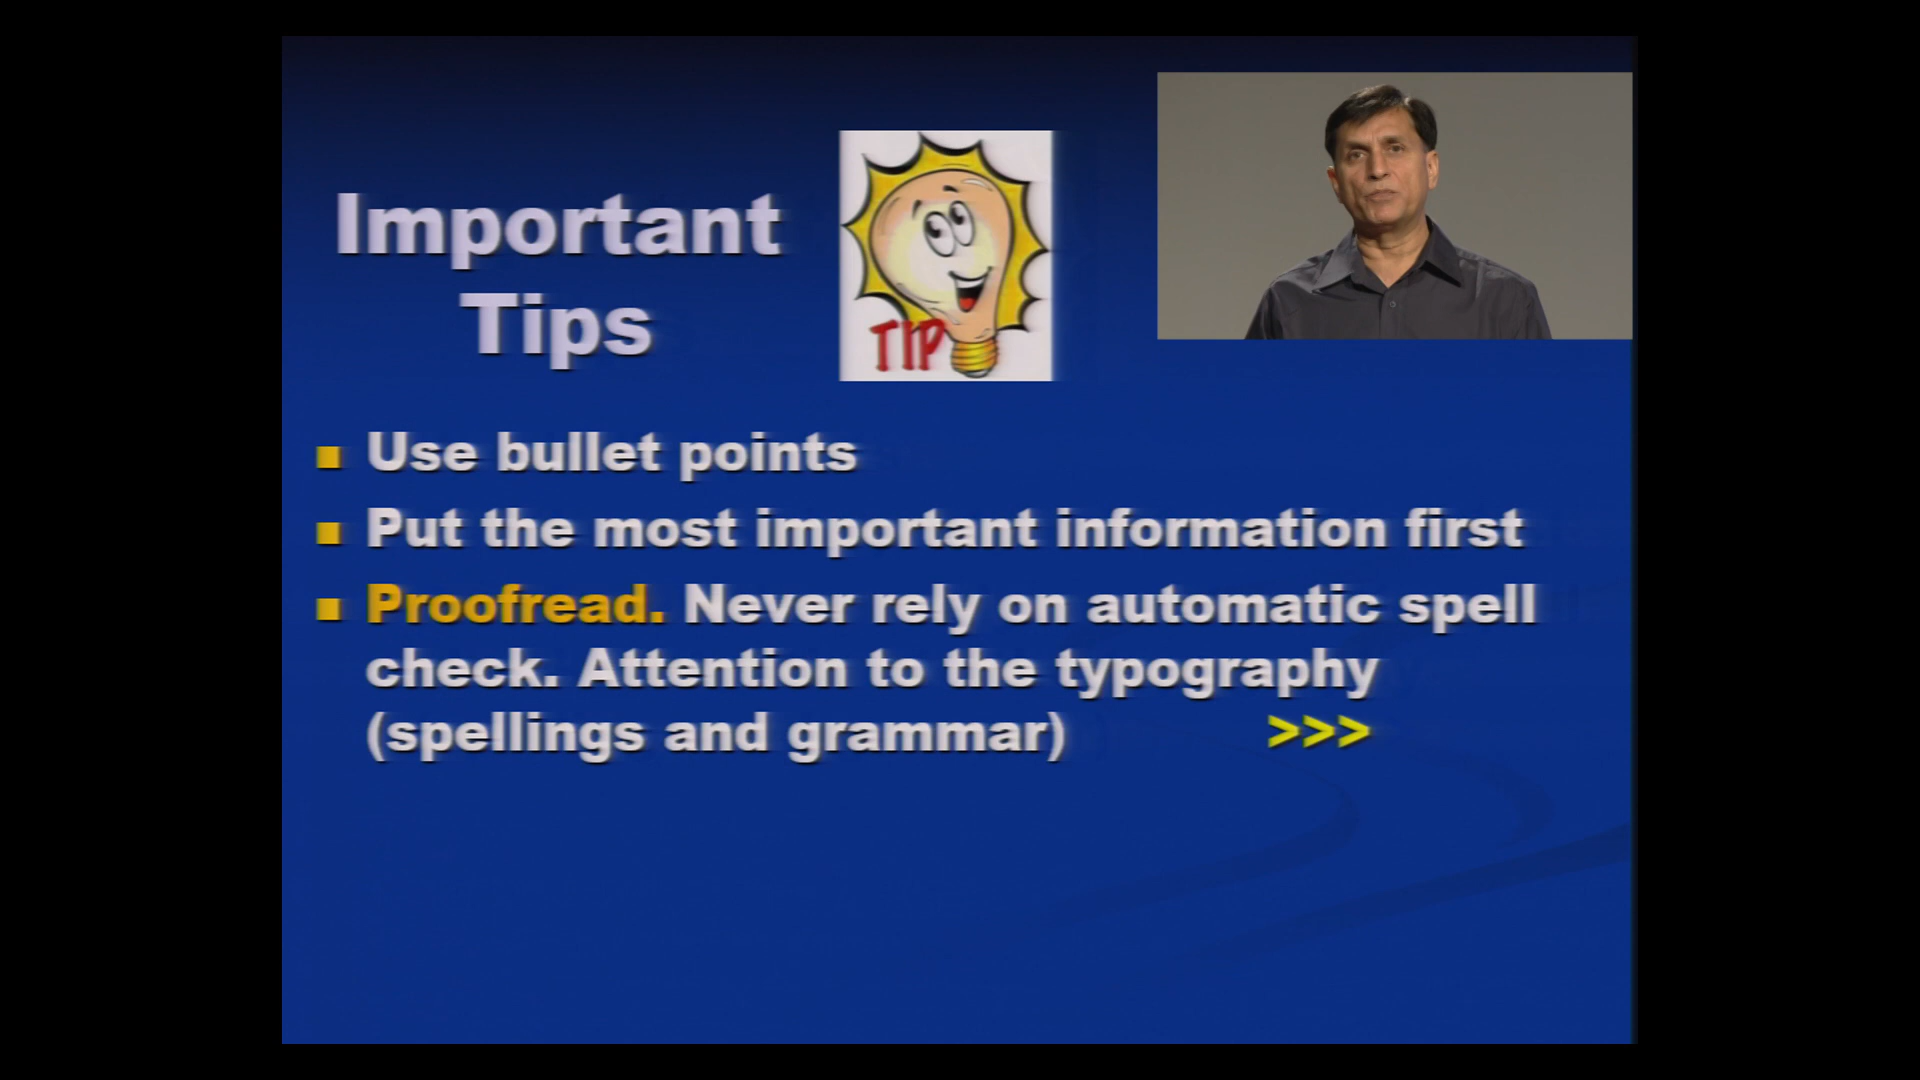 Important
Tips
TIP
Use bullet points
Put the most important information first
Proofread. Never rely on automatic spell
check. Attention to the typography
(spellings and grammar) >>>